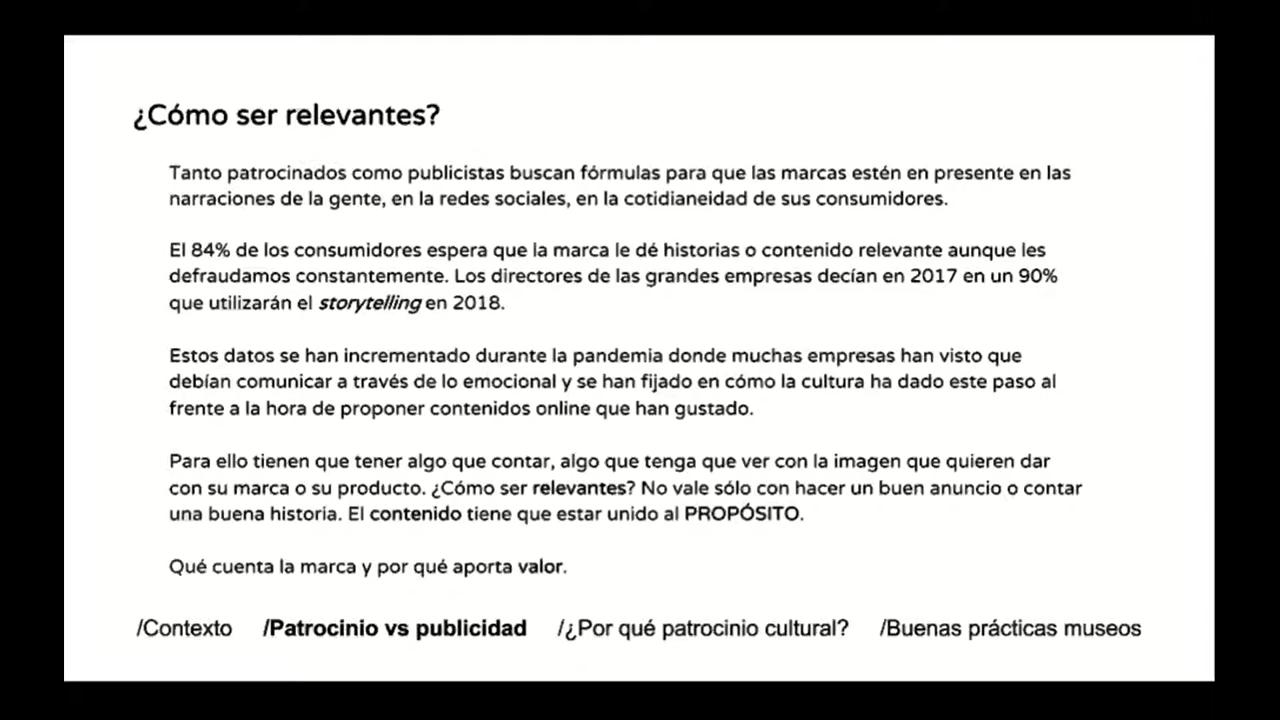 ¿Cómo ser relevantes?
Tanto patrocinados como publicistas buscan fórmulas para que las marcas estén en presente en las
narraciones de la gente, en la redes sociales, en la cotidianeidad de sus consumidores.
El 84% de los consumidores espera que la marca le dé historias o contenido relevante aunque les
defraudamos constantemente. Los directores de las grandes empresas decían en 2017 en un 90%
que utilizarán el storytelling en 2018.
Estos datos se han incrementado durante la pandemia donde muchas empresas han visto que
debían comunicar a través de lo emocional y se han fijado en cómo la cultura ha dado este paso al
frente a la hora de proponer contenidos online que han gustado.
Para ello tienen que tener algo que contar, algo que tenga que ver con la imagen que quieren dar
con su marca o su producto. ¿Cómo ser relevantes? No vale sólo con hacer un buen anuncio o contar
una buena historia. El contenido tiene que estar unido al PROPÓSITO.
Qué cuenta la marca y por qué aporta valor.
/Contexto /Patrocinio vs publicidad /¿Por qué patrocinio cultural? /Buenas prácticas museos